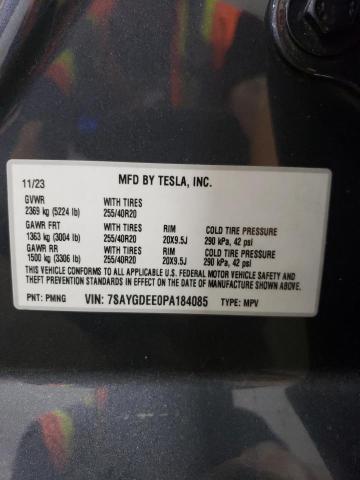 11/23 MFD BY TESLA, INC.
GVWR WITH TIRES
2369 kg (5224 lb) 255/40R20
GAWR FRT WITH TIRES RIM COLD TIRE PRESSURE
1363 kg (3004 lb) 255/40R20 20X9.5J 290 kPa, 42 psi
GAWR RR WITH TIRES RIM COLD TIRE PRESSURE
1500 kg (3306 lb) 255/40R20 20X9.5J 290 kPa, 42 psi
THIS VEHICLE CONFORMS TO ALL APPLICABLE U.S. FEDERAL MOTOR VEHICLE SAFETY AND
THEFT PREVENTION STANDARDS IN EFFECT ON THE DATE OF MANUFACTURE SHOWN ABOVE.
PNT: PMNG VIN: 7SAYGDEE0PA184085 TYPE: MPV